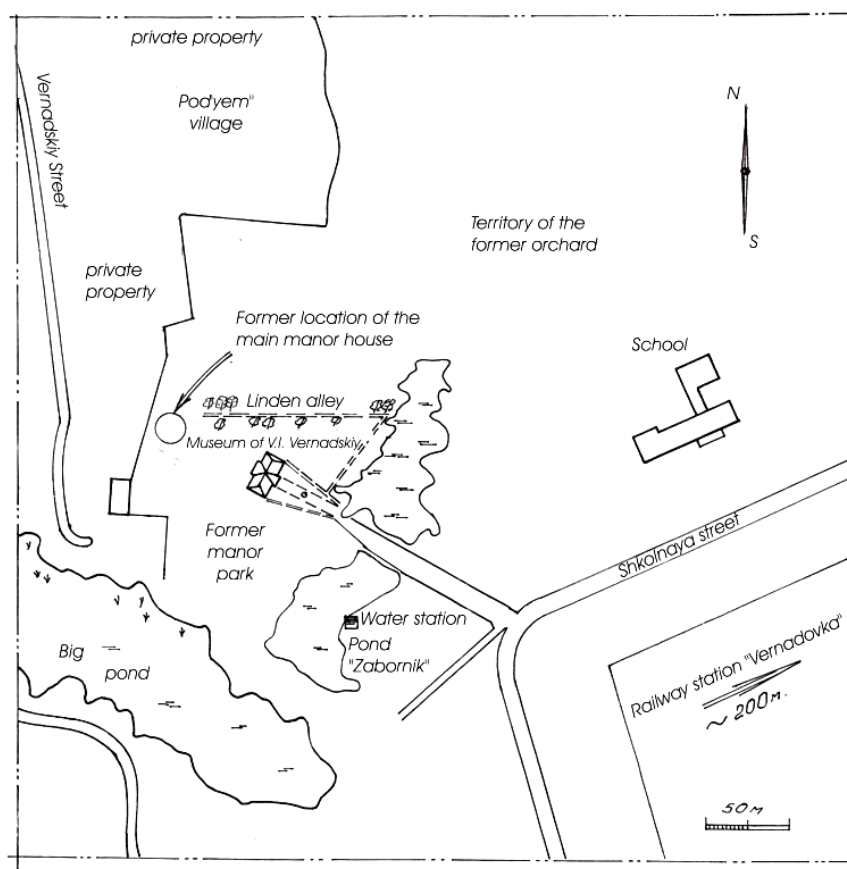 private property
Vernadskiy Street
Pod'yem"
village
N
S
Territory of the
former orchard
private
property
Former location of the
main manor house
School
Linden alley
Museum of V.I. Vernadskiy
Former
manor
park
Shkolnaya street
Water station
Pond
"Zabornik"
Big
pond
Railway station "Vernadovka"
~ 200 м.
50 м